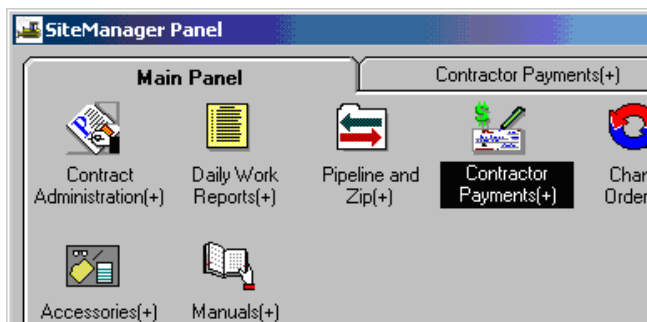 SiteManager Panel
Main Panel
Contractor Payments(+)
Contract
Administration(+)
Daily Work
Reports(+)
Pipeline and
Zip(+)
Contractor
Payments(+)
Accessories(+)
Manuals(+)